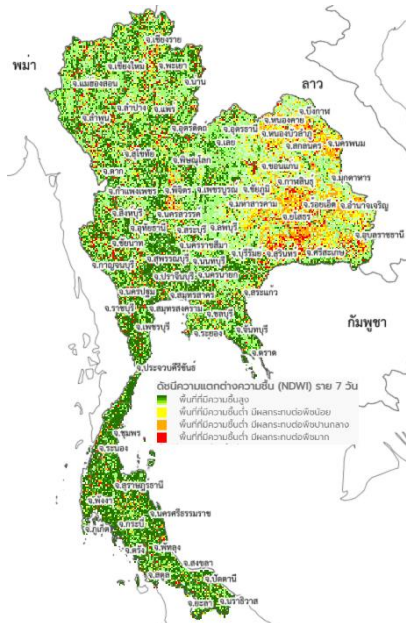 พม่า
ลาว
กัมพูชา
จ.เชียงราย
จ.เชียงใหม่
จ.พะเยา
จ.แม่ฮ่องสอน
จ.น่าน
จ.ลำปาง
จ.แพร่
จ.ลำพูน
จ.อุตรดิตถ์
จ.อุดรธานี
จ.บึงกาฬ
จ.หนองคาย
จ.หนองบัวลำภู
จ.เลย
จ.นครพนม
จ.สกลนคร
จ.สุโขทัย
จ.พิษณุโลก
จ.ตาก
จ.ขอนแก่น
จ.มุกดาหาร
จ.กาฬสินธุ์
จ.กำแพงเพชร
จ.พิจิตร
จ.เพชรบูรณ์
จ.ชัยภูมิ
จ.มหาสารคาม
จ.ร้อยเอ็ด
จ.อำนาจเจริญ
จ.ยโสธร
จ.สิงห์บุรี
จ.นครสวรรค์
จ.อุทัยธานี
จ.สระบุรี
จ.ลพบุรี
จ.อุบลราชธานี
จ.ชัยนาท
จ.นครราชสีมา
จ.บุรีรัมย์
จ.สุรินทร์
จ.ศรีสะเกษ
จ.สุพรรณบุรี
จ.นนทบุรี
จ.กาญจนบุรี
จ.ปราจีนบุรี
จ.นครนายก
จ.สระแก้ว
จ.นครปฐม
จ.สมุทรสาคร
จ.ราชบุรี
จ.สมุทรสงคราม
จ.ชลบุรี
จ.เพชรบุรี
จ.ระยอง
จ.จันทบุรี
จ.ตราด
จ.ประจวบคีรีขันธ์
ดัชนีความแตกต่างความชื้น (NDWI) ราย 7 วัน
พื้นที่ที่มีความชื้นสูง
พื้นที่ที่มีความชื้นต่ำ มีผลกระทบต่อพืชน้อย
พื้นที่ที่มีความชื้นต่ำ มีผลกระทบต่อพืชปานกลาง
พื้นที่ที่มีความชื้นต่ำ มีผลกระทบต่อพืชมาก
จ.ชุมพร
จ.ระนอง
จ.สุราษฎร์ธานี
จ.พังงา
จ.นครศรีธรรมราช
จ.ภูเก็ต
จ.กระบี่
จ.ตรัง
จ.พัทลุง
จ.สงขลา
จ.สตูล
จ.ปัตตานี
จ.ยะลา
จ.นราธิวาส